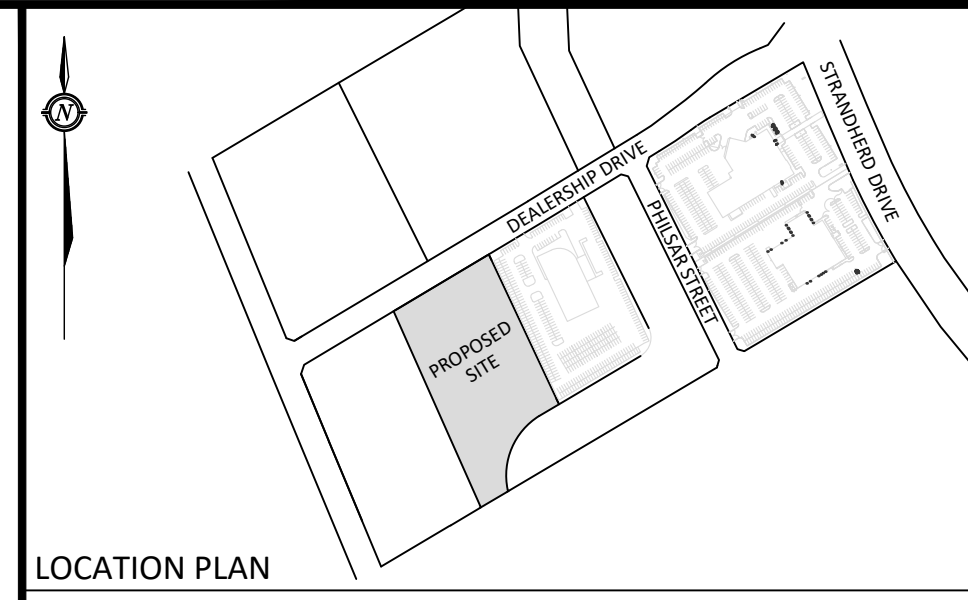 N
STRANDHERD DRIVE
DEALERSHIP DRIVE
PHILSAR STREET
PROPOSED
SITE
LOCATION PLAN